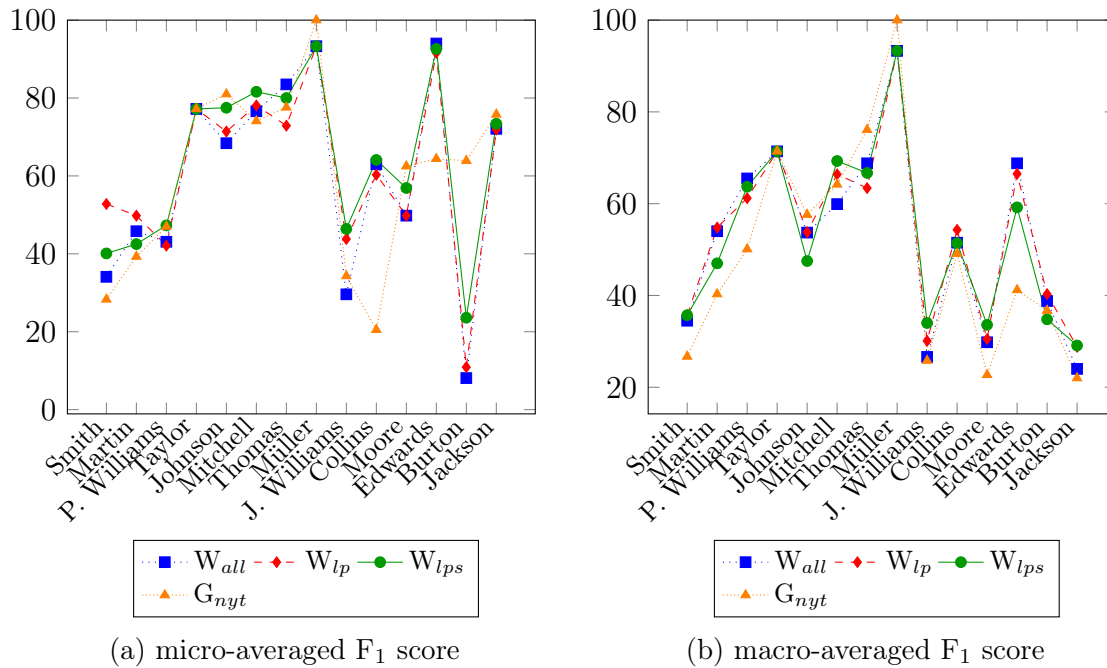 100
80
60
40
20
0
Smith
Martin
P. Williams
Taylor
Johnson
Mitchell
Thomas
Miller
J. Williams
Collins
Moore
Edwards
Burton
Jackson
W_all W_lp W_lps
G_nyt
(a) micro-averaged F₁ score
100
80
60
40
20
Smith
Martin
P. Williams
Taylor
Johnson
Mitchell
Thomas
Miller
J. Williams
Collins
Moore
Edwards
Burton
Jackson
W_all W_lp W_lps
G_nyt
(b) macro-averaged F₁ score